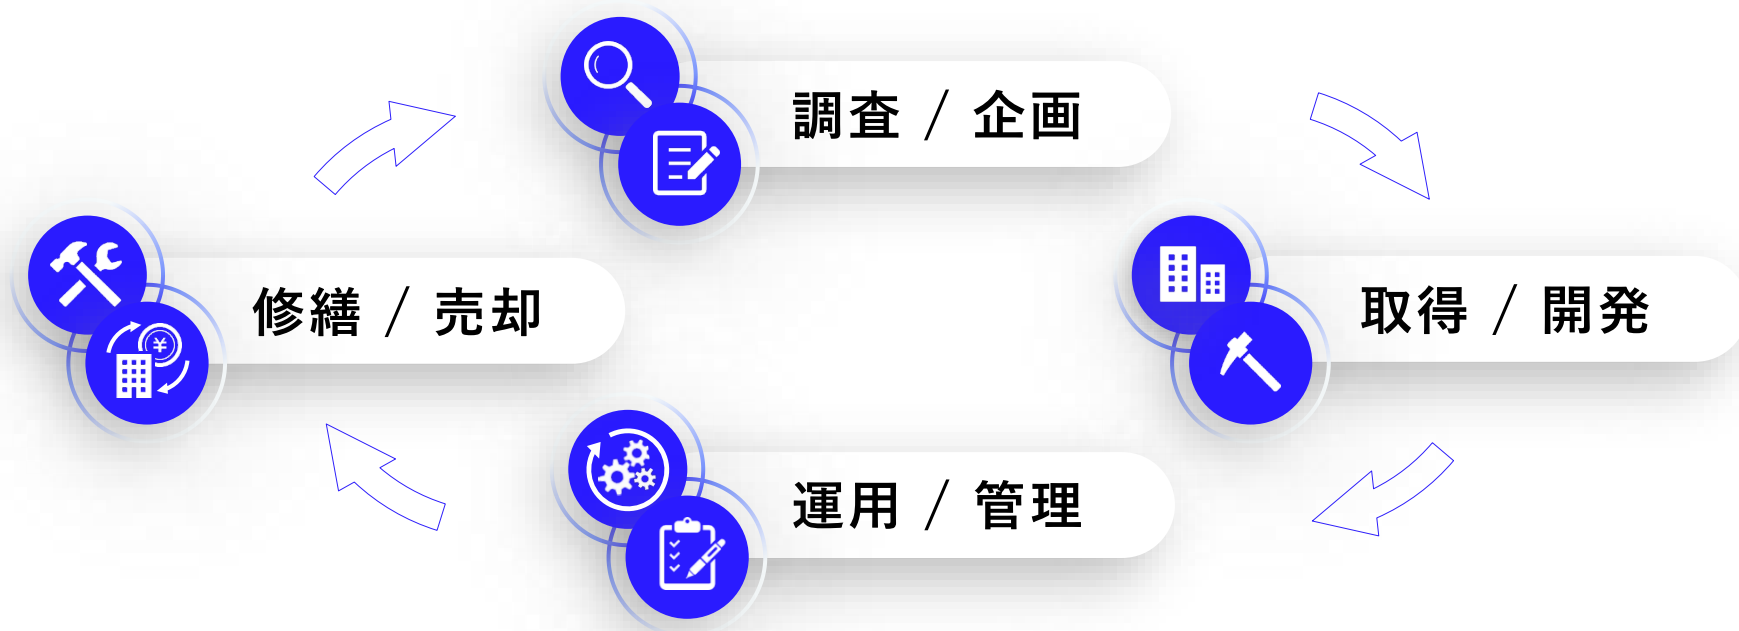 調査 / 企画
修繕 / 売却
¥
取得 / 開発
運用 / 管理